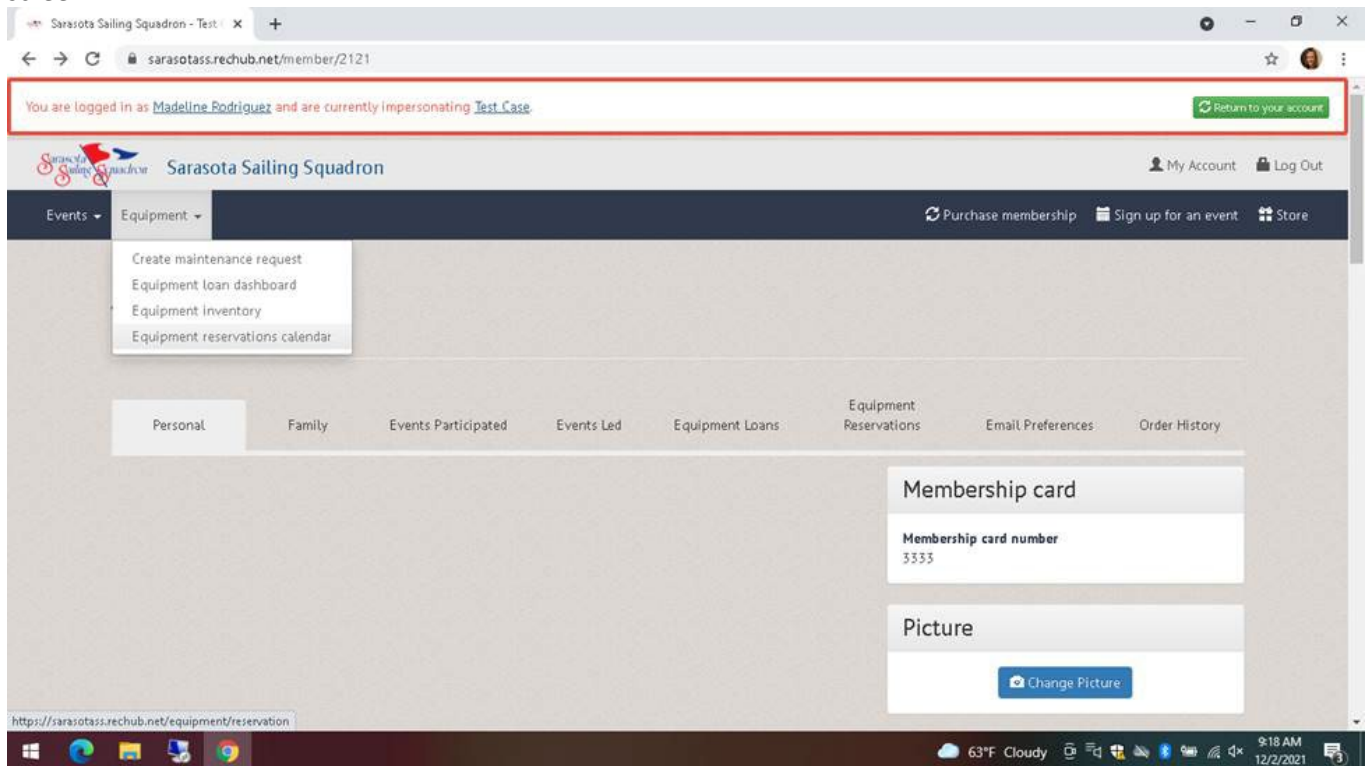 Sarasota Sailing Squadron - Test
sarasotass.rechub.net/member/2121
You are logged in as Madeline Rodriguez and are currently impersonating Test Case.
Return to your account
Sarasota Sailing Squadron
Sarasota Sailing Squadron
My Account
Log Out
Events
Equipment
Purchase membership
Sign up for an event
Store
Create maintenance request
Equipment loan dashboard
Equipment inventory
Equipment reservations calendar
Personal
Family
Events Participated
Events Led
Equipment Loans
Equipment
Reservations
Email Preferences
Order History
Membership card
Membership card number
3333
Picture
Change Picture
https://sarasotass.rechub.net/equipment/reservation
63°F Cloudy
9:18 AM
12/2/2021
3